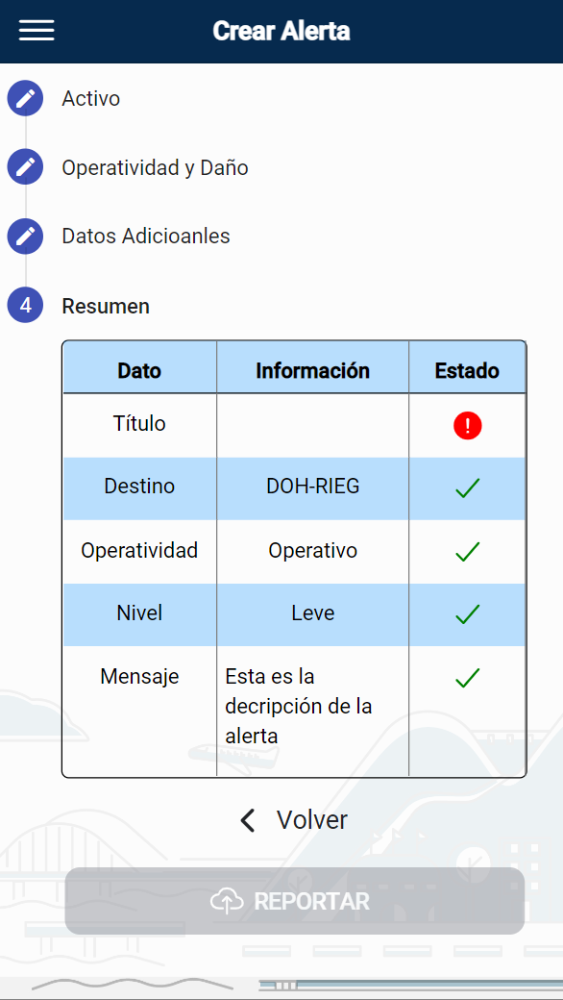 Crear Alerta
Activo
Operatividad y Daño
Datos Adicioanles
4 Resumen
Dato Información Estado
Título
Destino DOH-RIEG
Operatividad Operativo
Nivel Leve
Mensaje Esta es la
decripción de la
alerta
Volver
REPORTAR